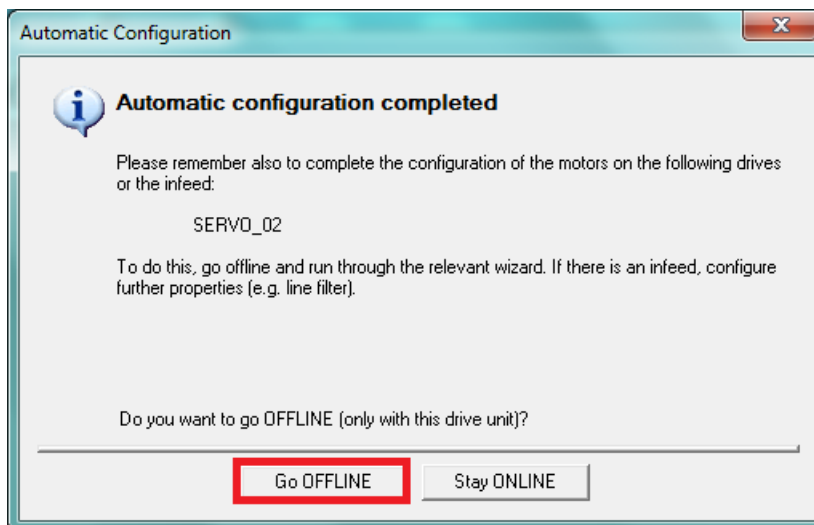 Automatic Configuration
Automatic configuration completed
Please remember also to complete the configuration of the motors on the following drives
or the infeed:
SERVO_02
To do this, go offline and run through the relevant wizard. If there is an infeed, configure
further properties (e.g. line filter).
Do you want to go OFFLINE (only with this drive unit)?
Go OFFLINE
Stay ONLINE